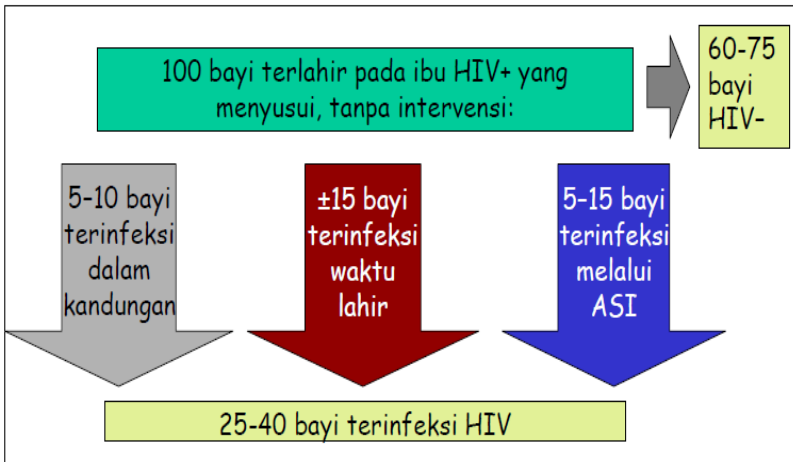 100 bayi terlahir pada ibu HIV+ yang
menyusui, tanpa intervensi:
60-75
bayi
HIV-
5-10 bayi
terinfeksi
dalam
kandungan
±15 bayi
terinfeksi
waktu
lahir
5-15 bayi
terinfeksi
melalui
ASI
25-40 bayi terinfeksi HIV